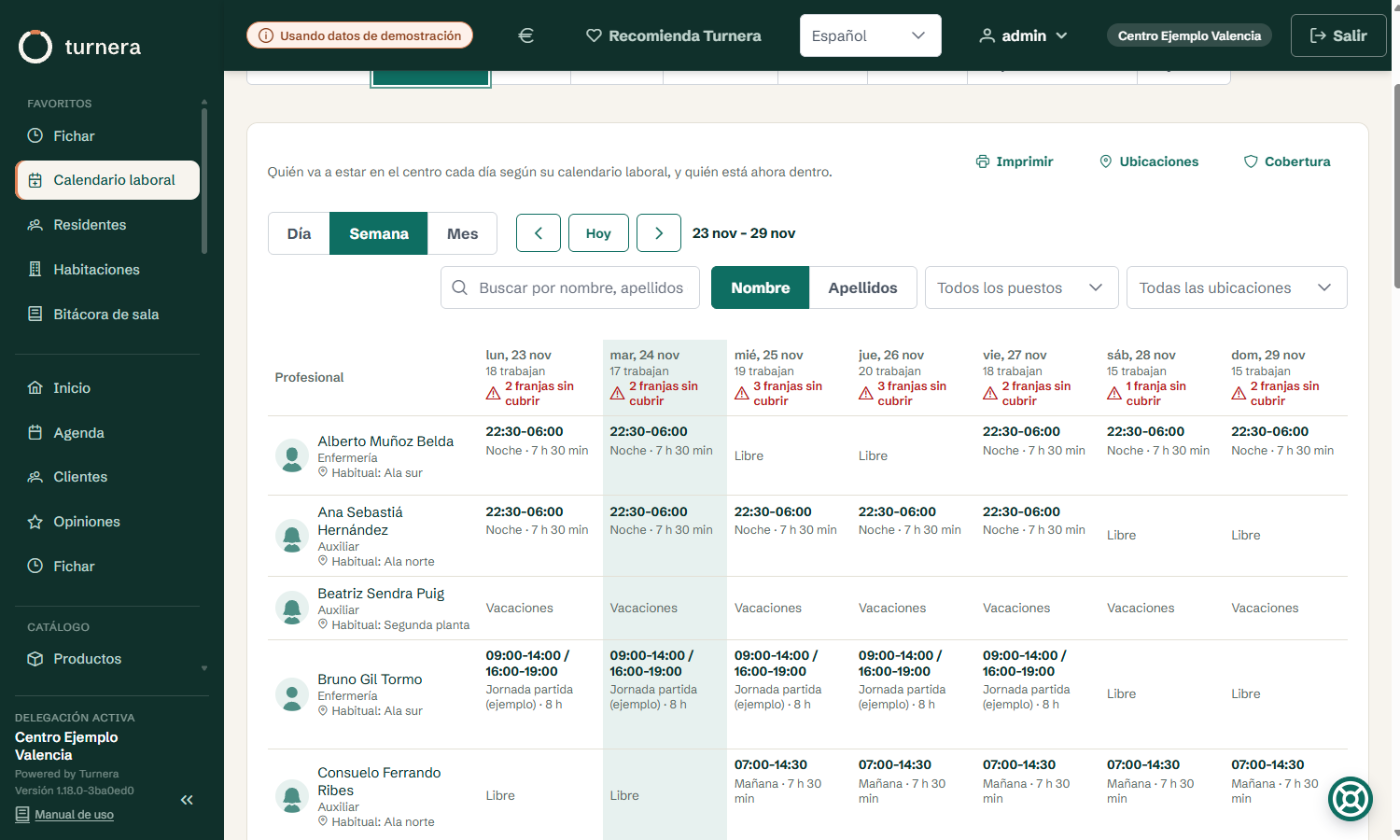 turnera
Usando datos de demostración
Recomienda Turnera
Español
admin
Centro Ejemplo Valencia
Salir
FAVORITOS
Fichar
Calendario laboral
Residentes
Habitaciones
Bitácora de sala
Inicio
Agenda
Clientes
Opiniones
Fichar
CATÁLOGO
Productos
DELEGACIÓN ACTIVA
Centro Ejemplo
Valencia
Powered by Turnera
Versión 1.18.0-3ba0ed0
Manual de uso
Quién va a estar en el centro cada día según su calendario laboral, y quién está ahora dentro.
Imprimir
Ubicaciones
Cobertura
Día
Semana
Mes
Hoy
23 nov - 29 nov
Buscar por nombre, apellidos
Nombre
Apellidos
Todos los puestos
Todas las ubicaciones
Profesional
lun, 23 nov
18 trabajan
2 franjas sin
cubrir
mar, 24 nov
17 trabajan
2 franjas sin
cubrir
mié, 25 nov
19 trabajan
3 franjas sin
cubrir
jue, 26 nov
20 trabajan
3 franjas sin
cubrir
vie, 27 nov
18 trabajan
2 franjas sin
cubrir
sáb, 28 nov
15 trabajan
1 franja sin
cubrir
dom, 29 nov
15 trabajan
2 franjas sin
cubrir
Alberto Muñoz Belda
Enfermería
Habitual: Ala sur
22:30-06:00
Noche · 7 h 30 min
22:30-06:00
Noche · 7 h 30 min
Libre
Libre
22:30-06:00
Noche · 7 h 30 min
22:30-06:00
Noche · 7 h 30 min
22:30-06:00
Noche · 7 h 30 min
Ana Sebastiá
Hernández
Auxiliar
Habitual: Ala norte
22:30-06:00
Noche · 7 h 30 min
22:30-06:00
Noche · 7 h 30 min
22:30-06:00
Noche · 7 h 30 min
22:30-06:00
Noche · 7 h 30 min
22:30-06:00
Noche · 7 h 30 min
Libre
Libre
Beatriz Sendra Puig
Auxiliar
Habitual: Segunda planta
Vacaciones
Vacaciones
Vacaciones
Vacaciones
Vacaciones
Vacaciones
Vacaciones
Bruno Gil Tormo
Enfermería
Habitual: Ala sur
09:00-14:00 /
16:00-19:00
Jornada partida
(ejemplo) · 8 h
09:00-14:00 /
16:00-19:00
Jornada partida
(ejemplo) · 8 h
09:00-14:00 /
16:00-19:00
Jornada partida
(ejemplo) · 8 h
09:00-14:00 /
16:00-19:00
Jornada partida
(ejemplo) · 8 h
09:00-14:00 /
16:00-19:00
Jornada partida
(ejemplo) · 8 h
Libre
Libre
Consuelo Ferrando
Ribes
Auxiliar
Habitual: Ala norte
Libre
Libre
07:00-14:30
Mañana · 7 h 30
min
07:00-14:30
Mañana · 7 h 30
min
07:00-14:30
Mañana · 7 h 30
min
07:00-14:30
Mañana · 7 h 30
min
07:00-14:30
Mañana · 7 h 30
min